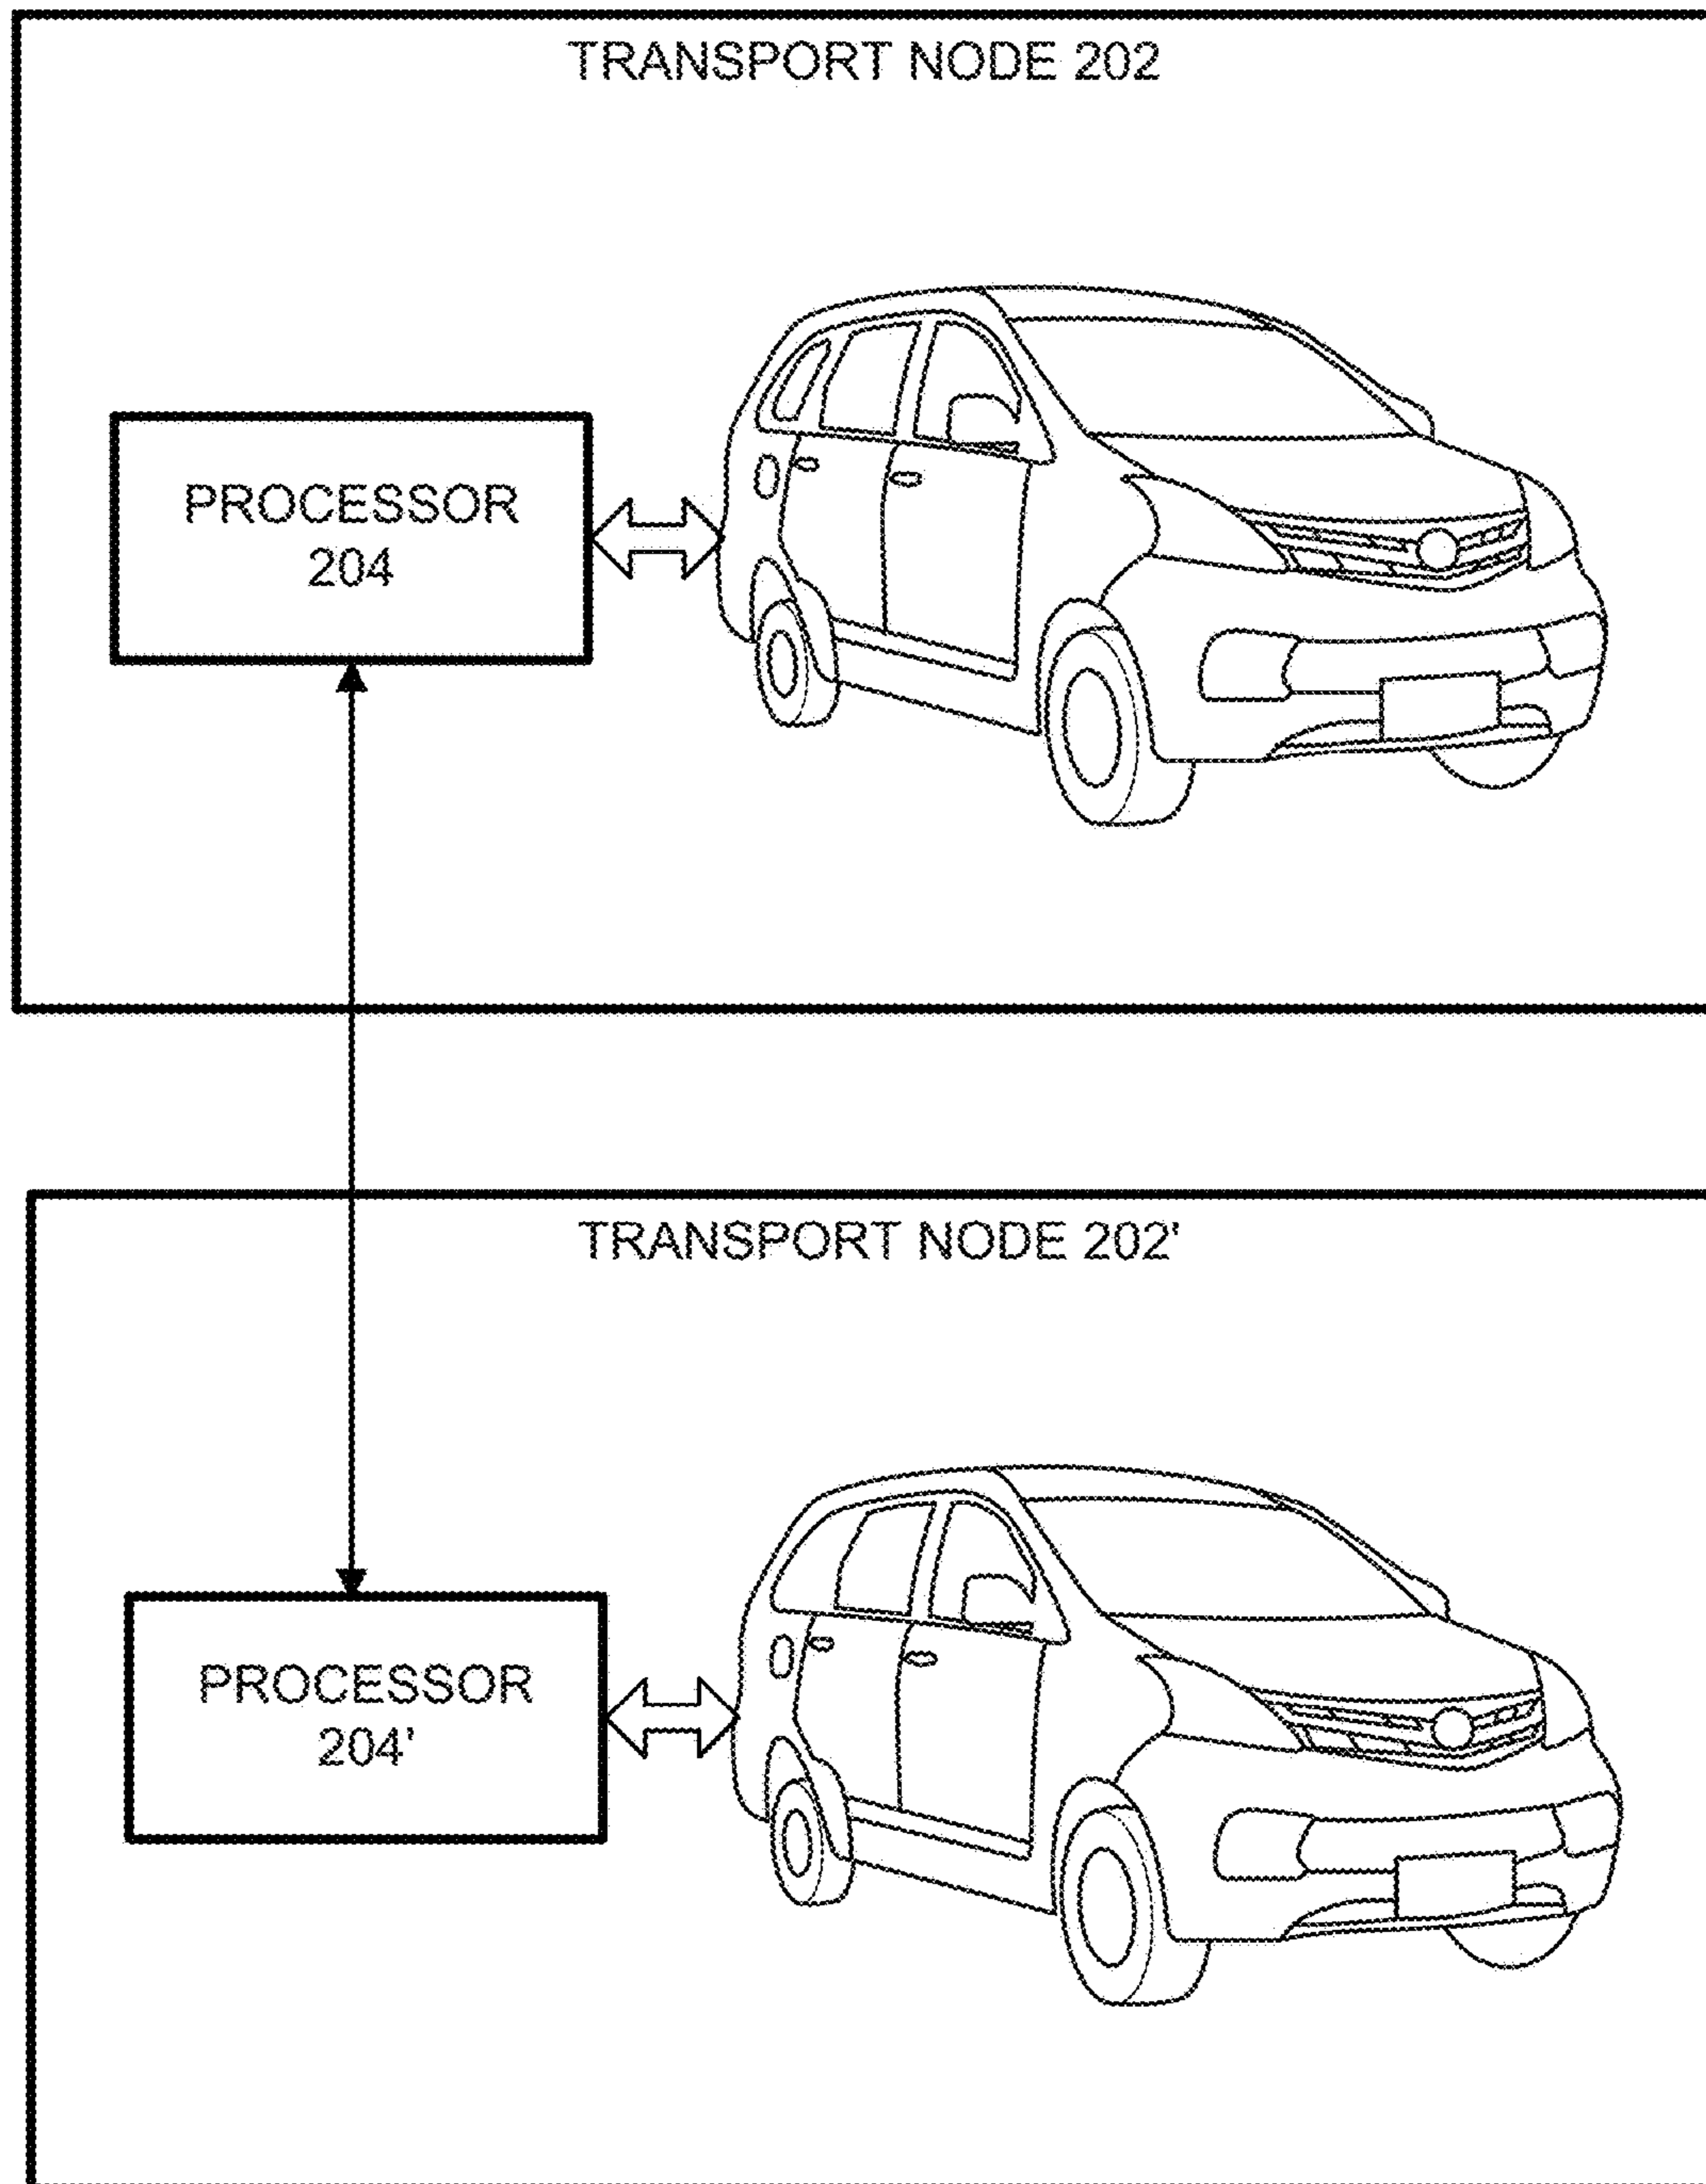 TRANSPORT NODE 202
PROCESSOR
204
TRANSPORT NODE 202'
PROCESSOR
204'